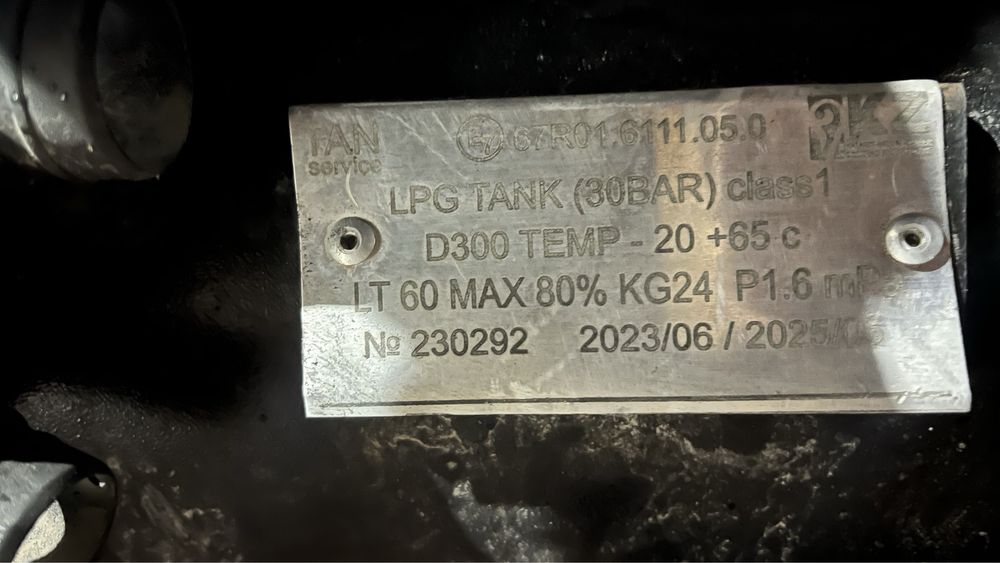 TAN service E7 67R01.6111.05.0 KZ
LPG TANK (30BAR) class1
D300 TEMP - 20 +65 c
LT 60 MAX 80% KG24 P1.6
№ 230292 2023/06 / 2025/